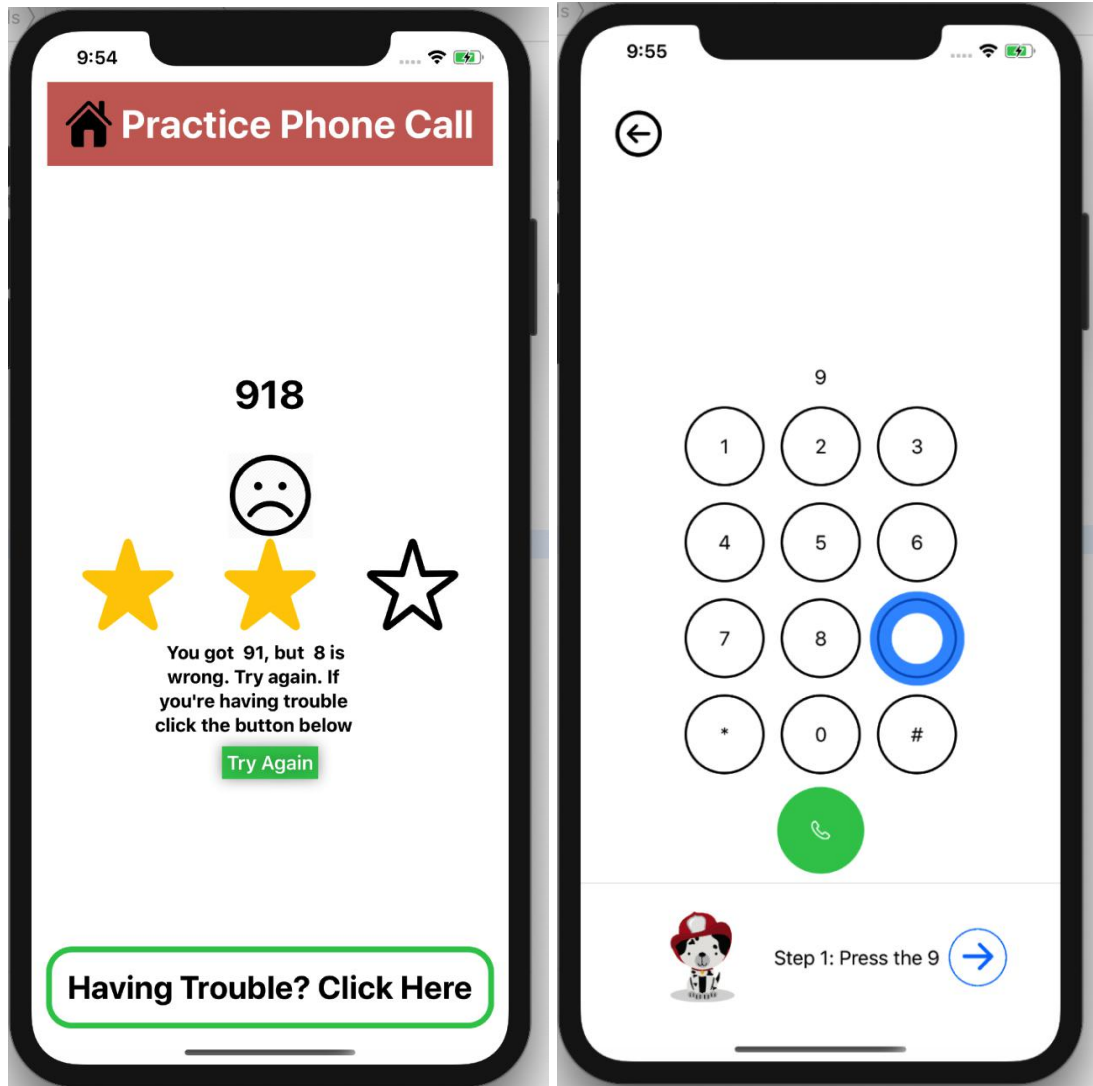 9:54
Practice Phone Call
918
You got 91, but 8 is
wrong. Try again. If
you're having trouble
click the button below
Try Again
Having Trouble? Click Here
9:55
9
1 2 3
4 5 6
7 8
* 0 #
Step 1: Press the 9